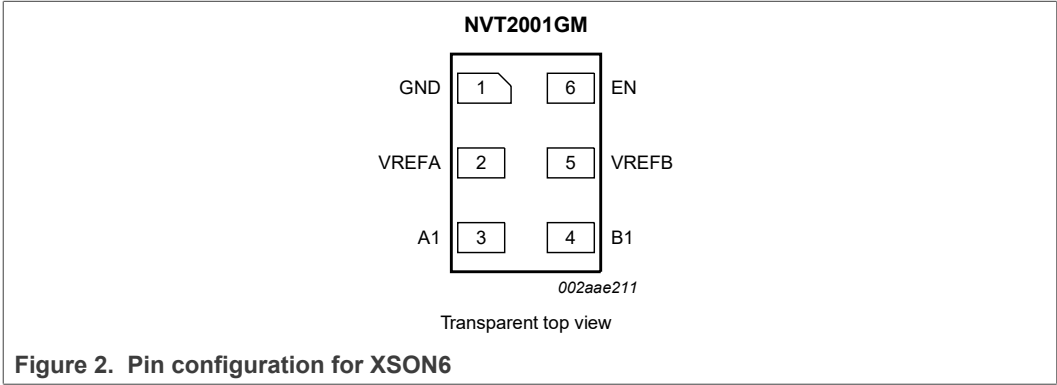 NVT2001GM
GND 1 6 EN
VREFA 2 5 VREFB
A1 3 4 B1
002aae211
Transparent top view
Figure 2. Pin configuration for XSON6